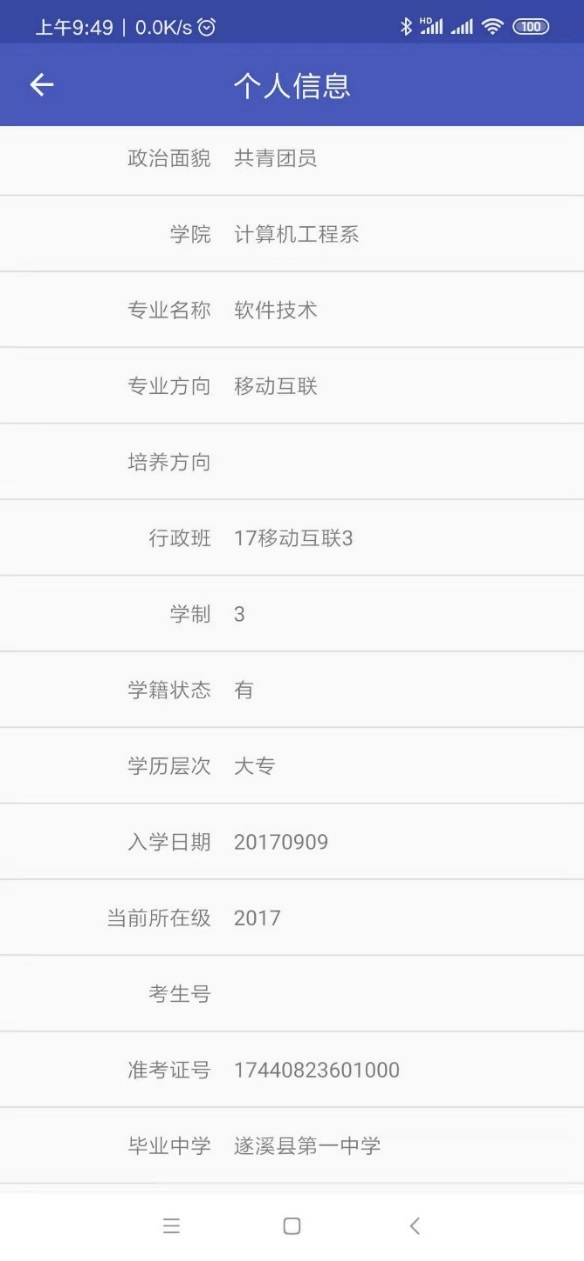 上午9:49 | 0.0K/s HD 100
个人信息
政治面貌 共青团员
学院 计算机工程系
专业名称 软件技术
专业方向 移动互联
培养方向
行政班 17移动互联3
学制 3
学籍状态 有
学历层次 大专
入学日期 20170909
当前所在级 2017
考生号
准考证号 17440823601000
毕业中学 遂溪县第一中学